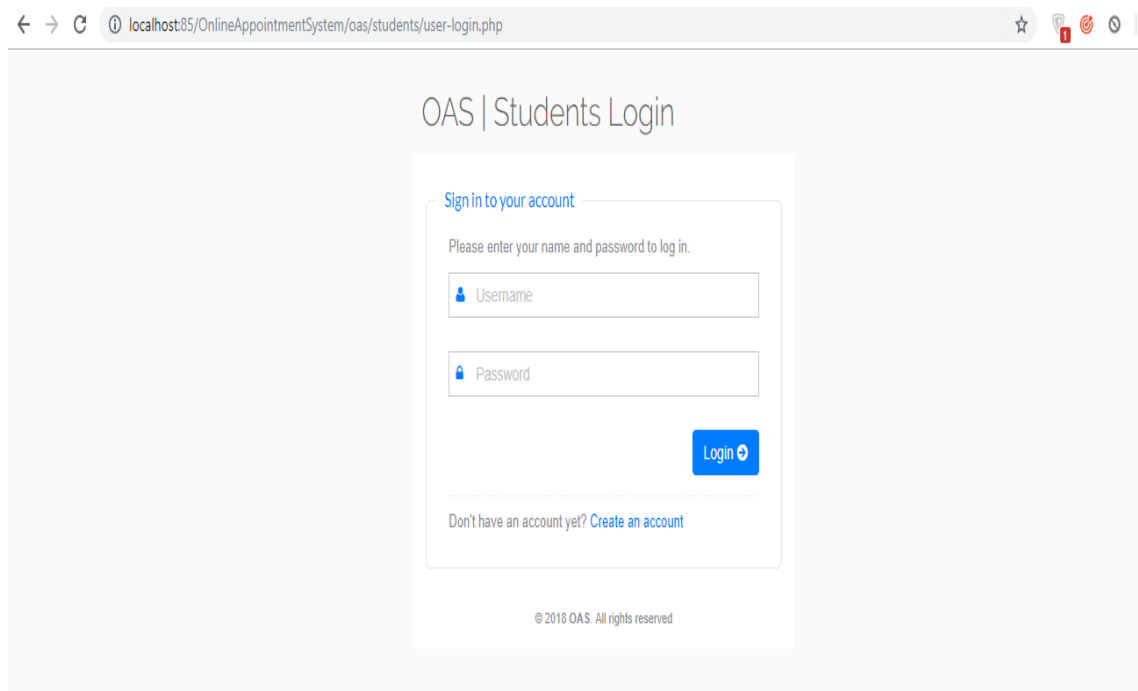 localhost:85/OnlineAppointmentSystem/oas/students/user-login.php
1
OAS | Students Login
Sign in to your account
Please enter your name and password to log in.
Username
Password
Login
Don't have an account yet? Create an account
© 2018 OAS. All rights reserved